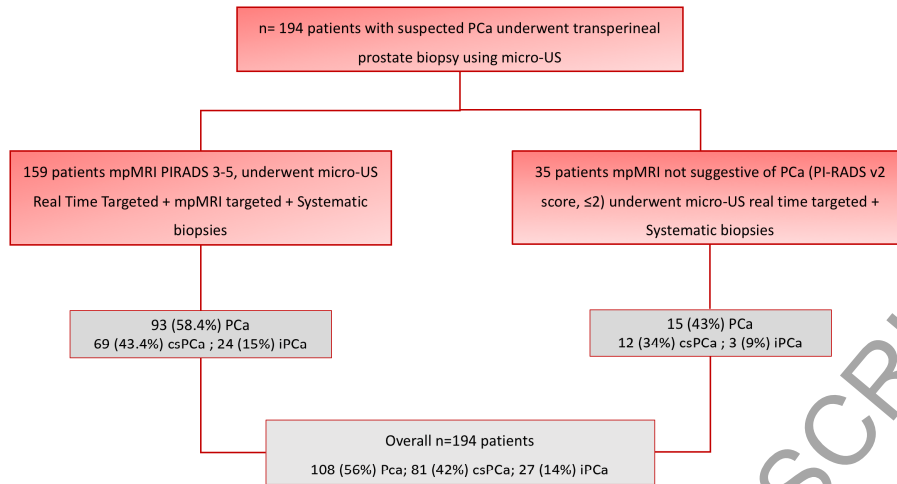 n= 194 patients with suspected PCa underwent transperineal
prostate biopsy using micro-US
159 patients mpMRI PIRADS 3-5, underwent micro-US
Real Time Targeted + mpMRI targeted + Systematic
biopsies
35 patients mpMRI not suggestive of PCa (PI-RADS v2
score, ≤2) underwent micro-US real time targeted +
Systematic biopsies
93 (58.4%) PCa
69 (43.4%) csPCa ; 24 (15%) iPCa
15 (43%) PCa
12 (34%) csPCa ; 3 (9%) iPCa
Overall n=194 patients
108 (56%) Pca; 81 (42%) csPCa; 27 (14%) iPCa
SCRI